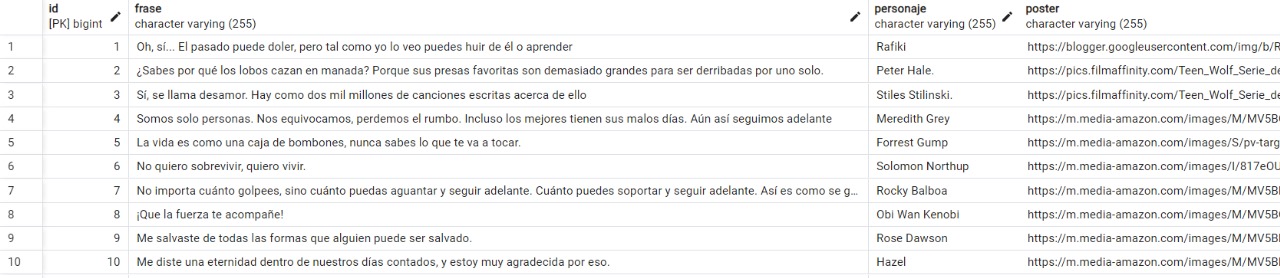 id frase personaje poster
[PK] bigint character varying (255) character varying (255) character varying (255)
1 1 Oh, sí... El pasado puede doler, pero tal como yo lo veo puedes huir de él o aprender Rafiki https://blogger.googleusercontent.com/img/b/R
2 2 ¿Sabes por qué los lobos cazan en manada? Porque sus presas favoritas son demasiado grandes para ser derribadas por uno solo. Peter Hale. https://pics.filmaffinity.com/Teen_Wolf_Serie_de
3 3 Sí, se llama desamor. Hay como dos mil millones de canciones escritas acerca de ello Stiles Stilinski. https://pics.filmaffinity.com/Teen_Wolf_Serie_de
4 4 Somos solo personas. Nos equivocamos, perdemos el rumbo. Incluso los mejores tienen sus malos días. Aún así seguimos adelante Meredith Grey https://m.media-amazon.com/images/M/MV5B
5 5 La vida es como una caja de bombones, nunca sabes lo que te va a tocar. Forrest Gump https://m.media-amazon.com/images/S/pv-targ
6 6 No quiero sobrevivir, quiero vivir. Solomon Northup https://m.media-amazon.com/images/I/817eOU
7 7 No importa cuánto golpees, sino cuánto puedas aguantar y seguir adelante. Cuánto puedes soportar y seguir adelante. Así es como se g... Rocky Balboa https://m.media-amazon.com/images/M/MV5B
8 8 ¡Que la fuerza te acompañe! Obi Wan Kenobi https://m.media-amazon.com/images/M/MV5B
9 9 Me salvaste de todas las formas que alguien puede ser salvado. Rose Dawson https://m.media-amazon.com/images/M/MV5B
10 10 Me diste una eternidad dentro de nuestros días contados, y estoy muy agradecida por eso. Hazel https://m.media-amazon.com/images/M/MV5B